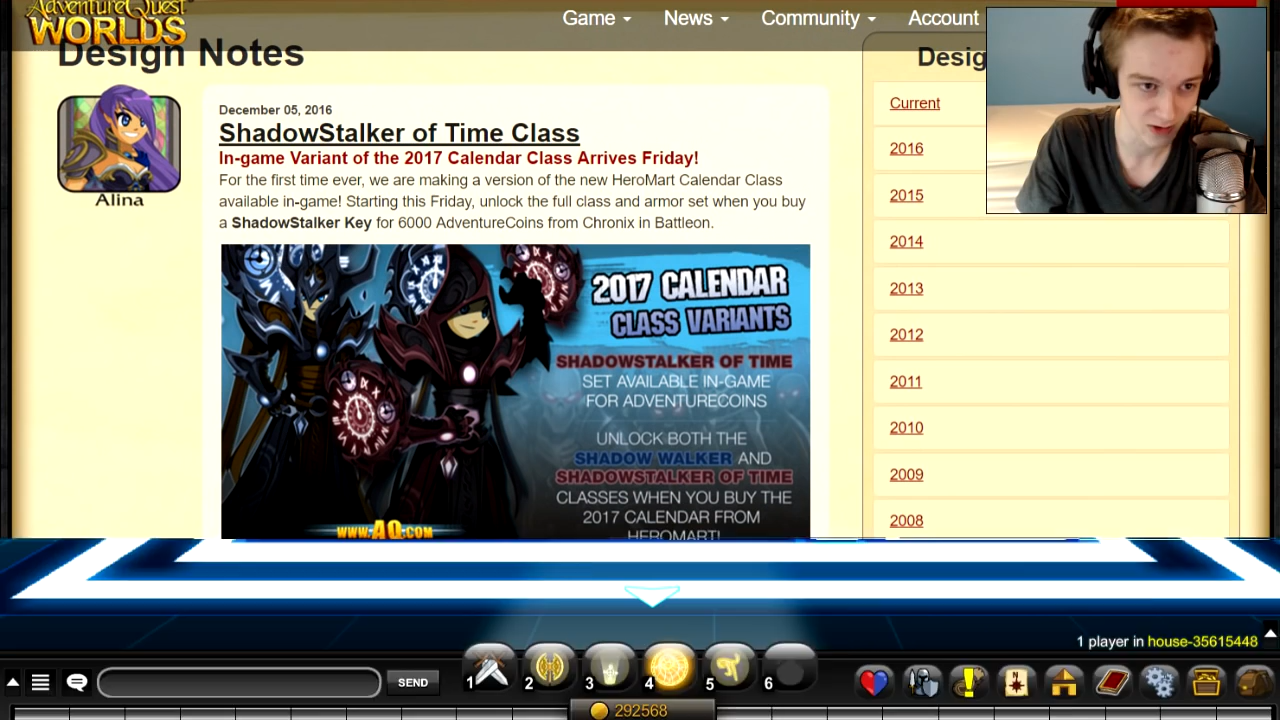 AdventureQuest
WORLDS
Game
News
Community
Account
Design Notes
Alina
December 05, 2016
ShadowStalker of Time Class
In-game Variant of the 2017 Calendar Class Arrives Friday!
For the first time ever, we are making a version of the new HeroMart Calendar Class
available in-game! Starting this Friday, unlock the full class and armor set when you buy
a ShadowStalker Key for 6000 AdventureCoins from Chronix in Battleon.
2017 CALENDAR
CLASS VARIANTS
SHADOWSTALKER OF TIME
SET AVAILABLE IN-GAME
FOR ADVENTURECOINS
UNLOCK BOTH THE
SHADOW WALKER AND
SHADOWSTALKER OF TIME
CLASSES WHEN YOU BUY THE
2017 CALENDAR FROM
HEROMART!
WWW.AQ.COM
Desig
Current
2016
2015
2014
2013
2012
2011
2010
2009
2008
1 player in house-35615448
SEND
1
2
3
4
5
6
N
292568